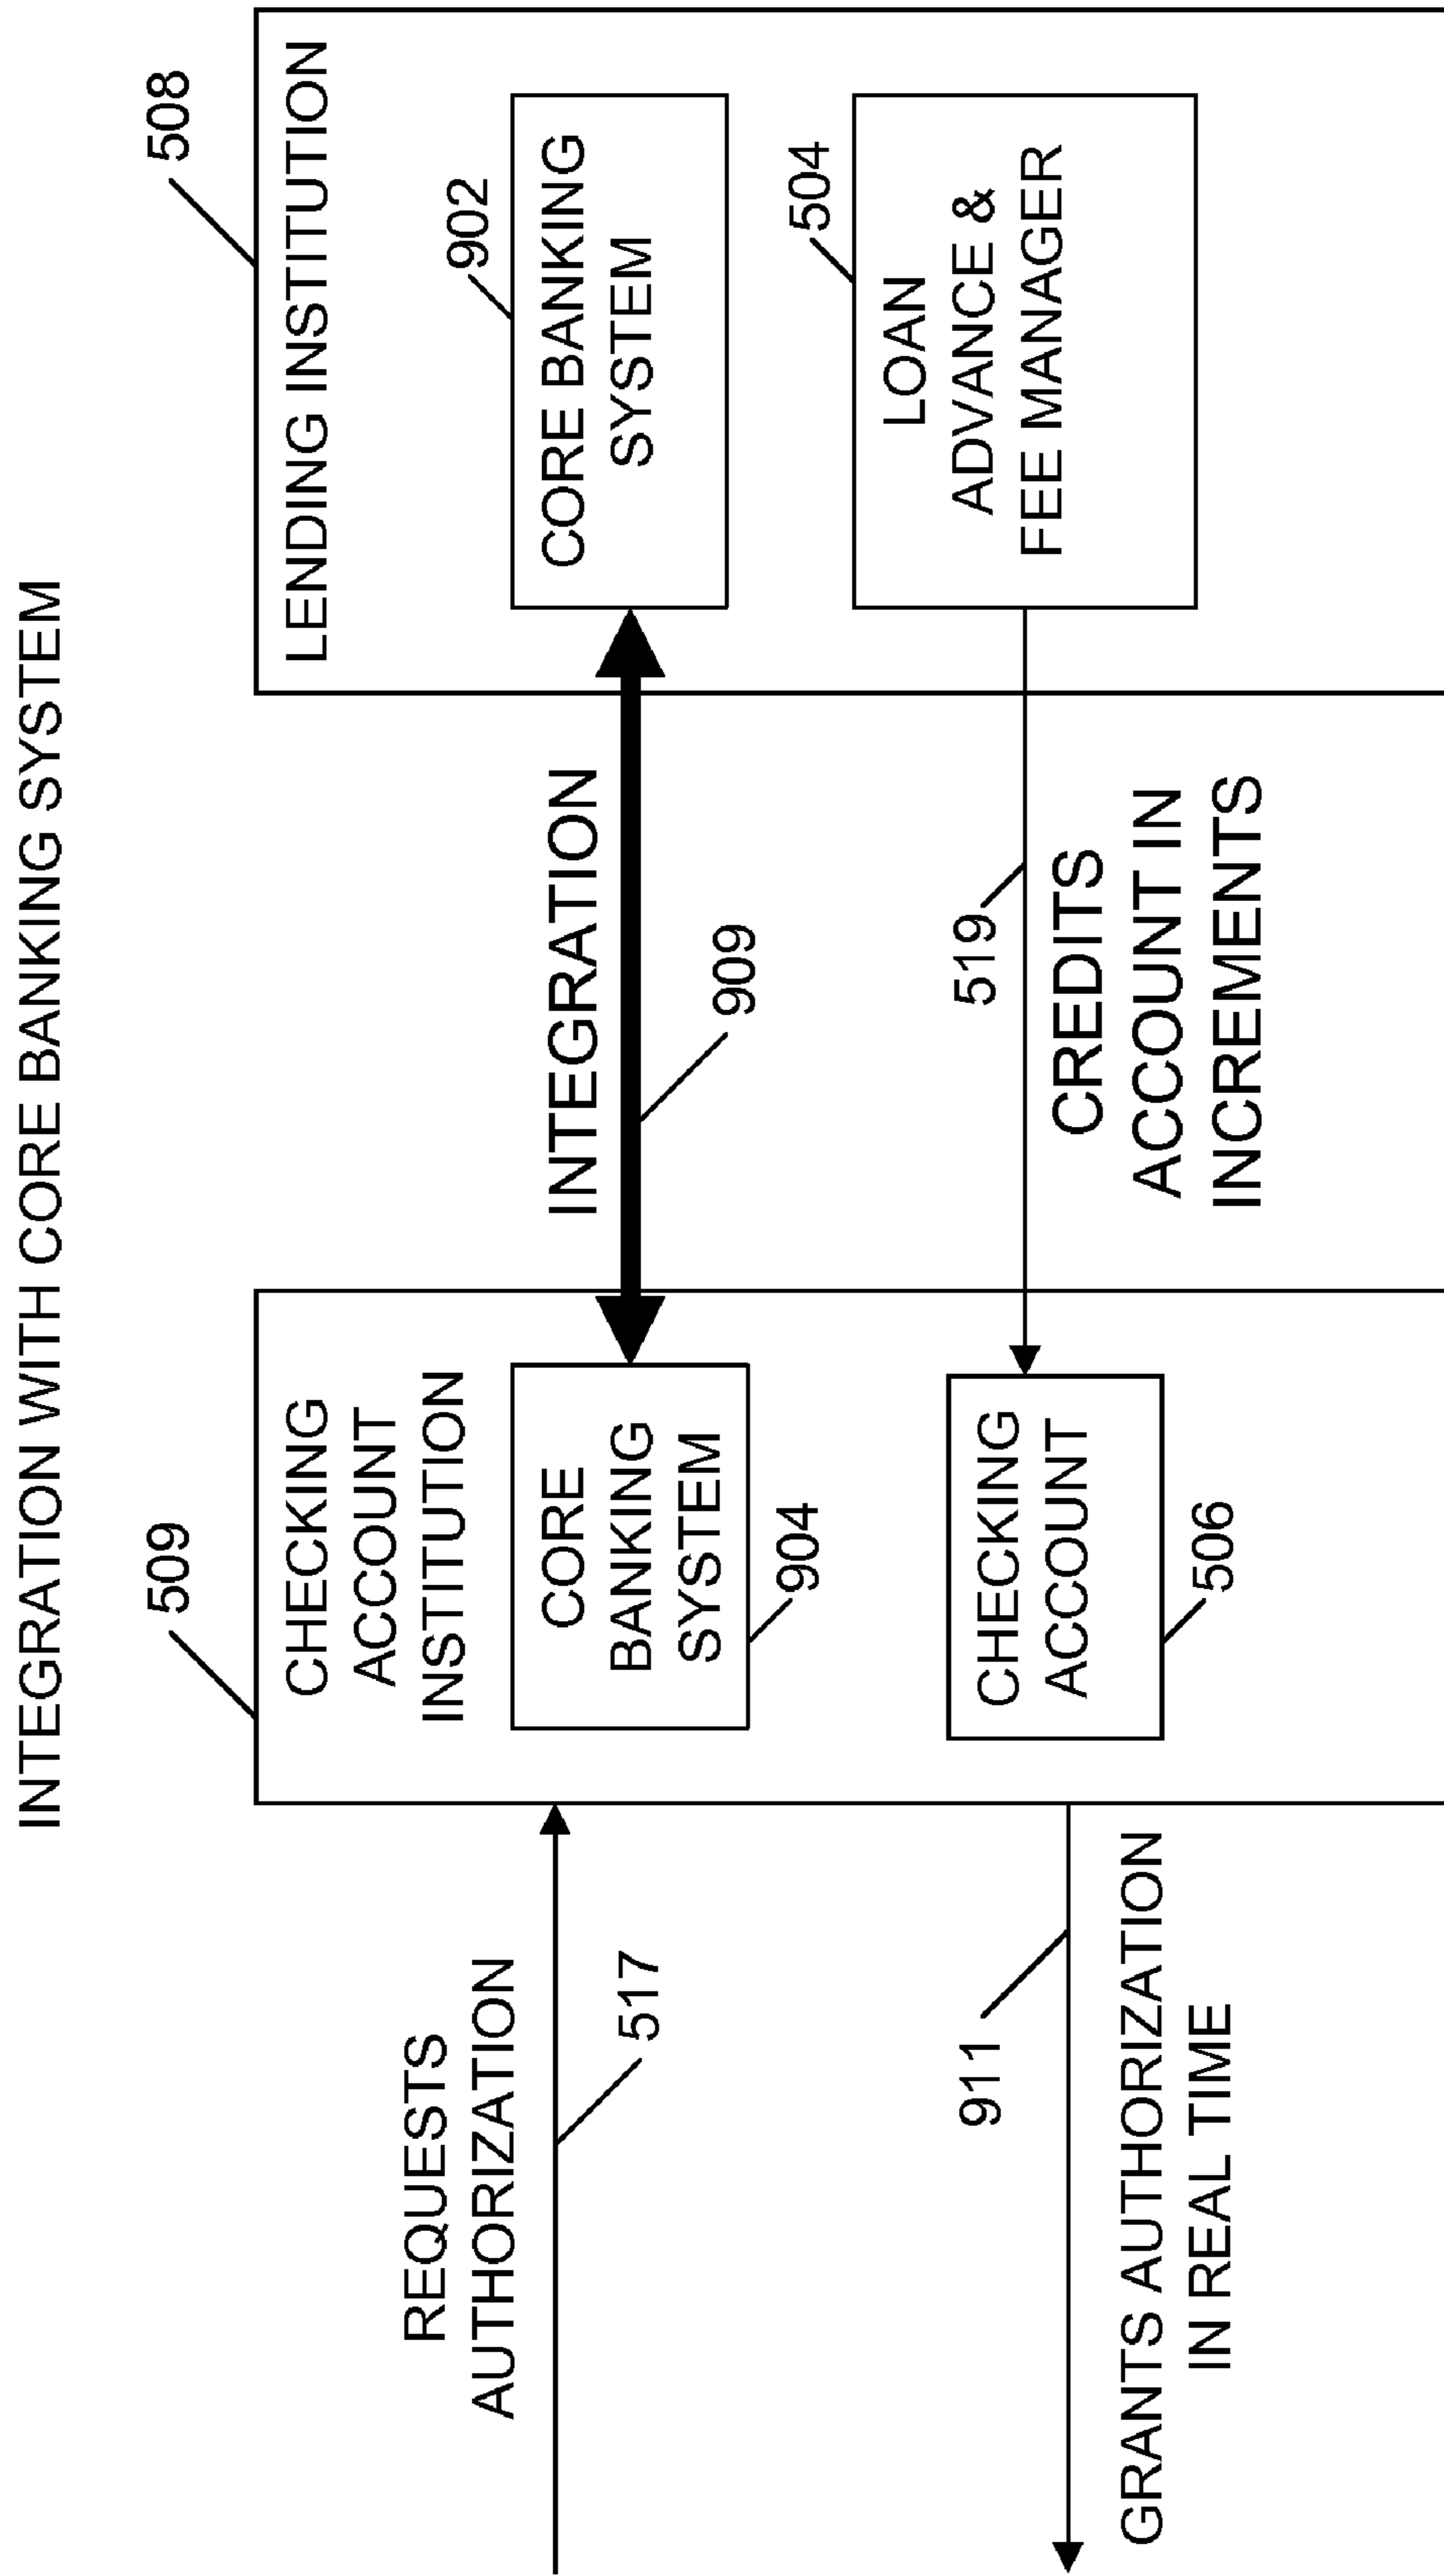 INTEGRATION WITH CORE BANKING SYSTEM
509
508
CHECKING
ACCOUNT
INSTITUTION
LENDING INSTITUTION
REQUESTS
AUTHORIZATION
517
CORE
BANKING
SYSTEM
904
INTEGRATION
909
902
CORE BANKING
SYSTEM
911
GRANTS AUTHORIZATION
IN REAL TIME
CHECKING
ACCOUNT
506
519
CREDITS
ACCOUNT IN
INCREMENTS
504
LOAN
ADVANCE &
FEE MANAGER